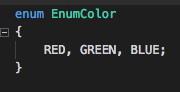 enum EnumColor
{
    RED, GREEN, BLUE;
}